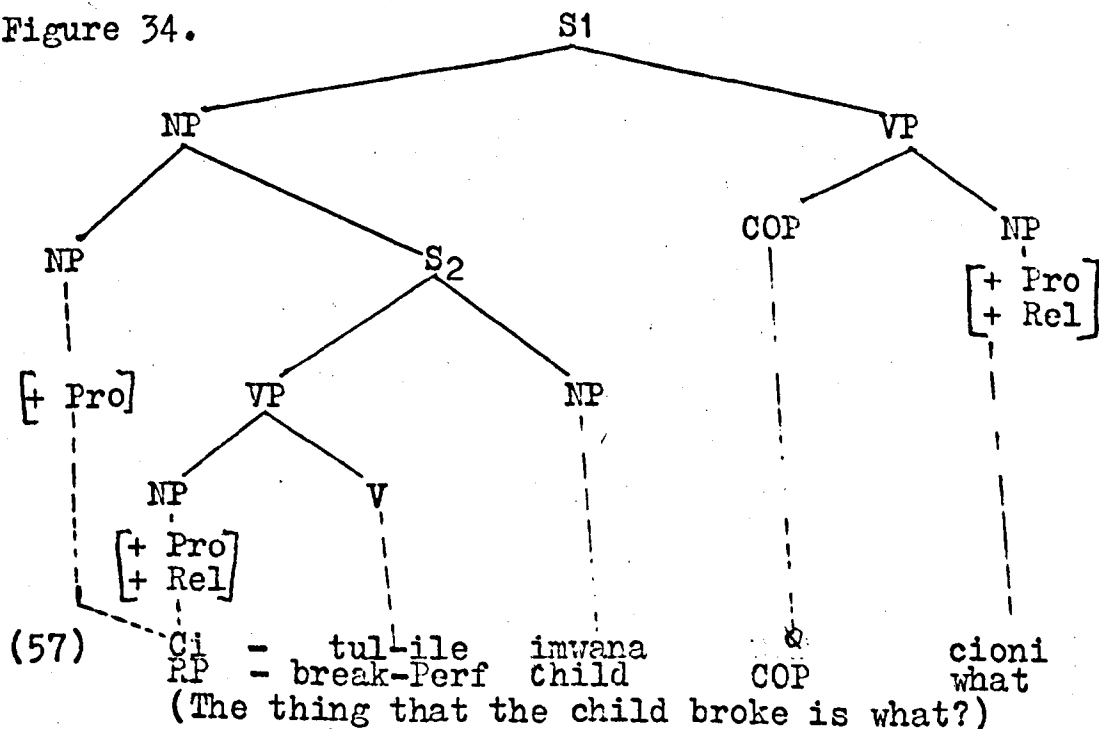 Figure 34.
S1
NP VP
NP S2 COP NP
[+ Pro
+ Rel]
[+ Pro] VP NP
NP V
[+ Pro
+ Rel]
(57) Ci - tul-ile imwana Ø cioni
RP - break-Perf Child COP what
(The thing that the child broke is what?)